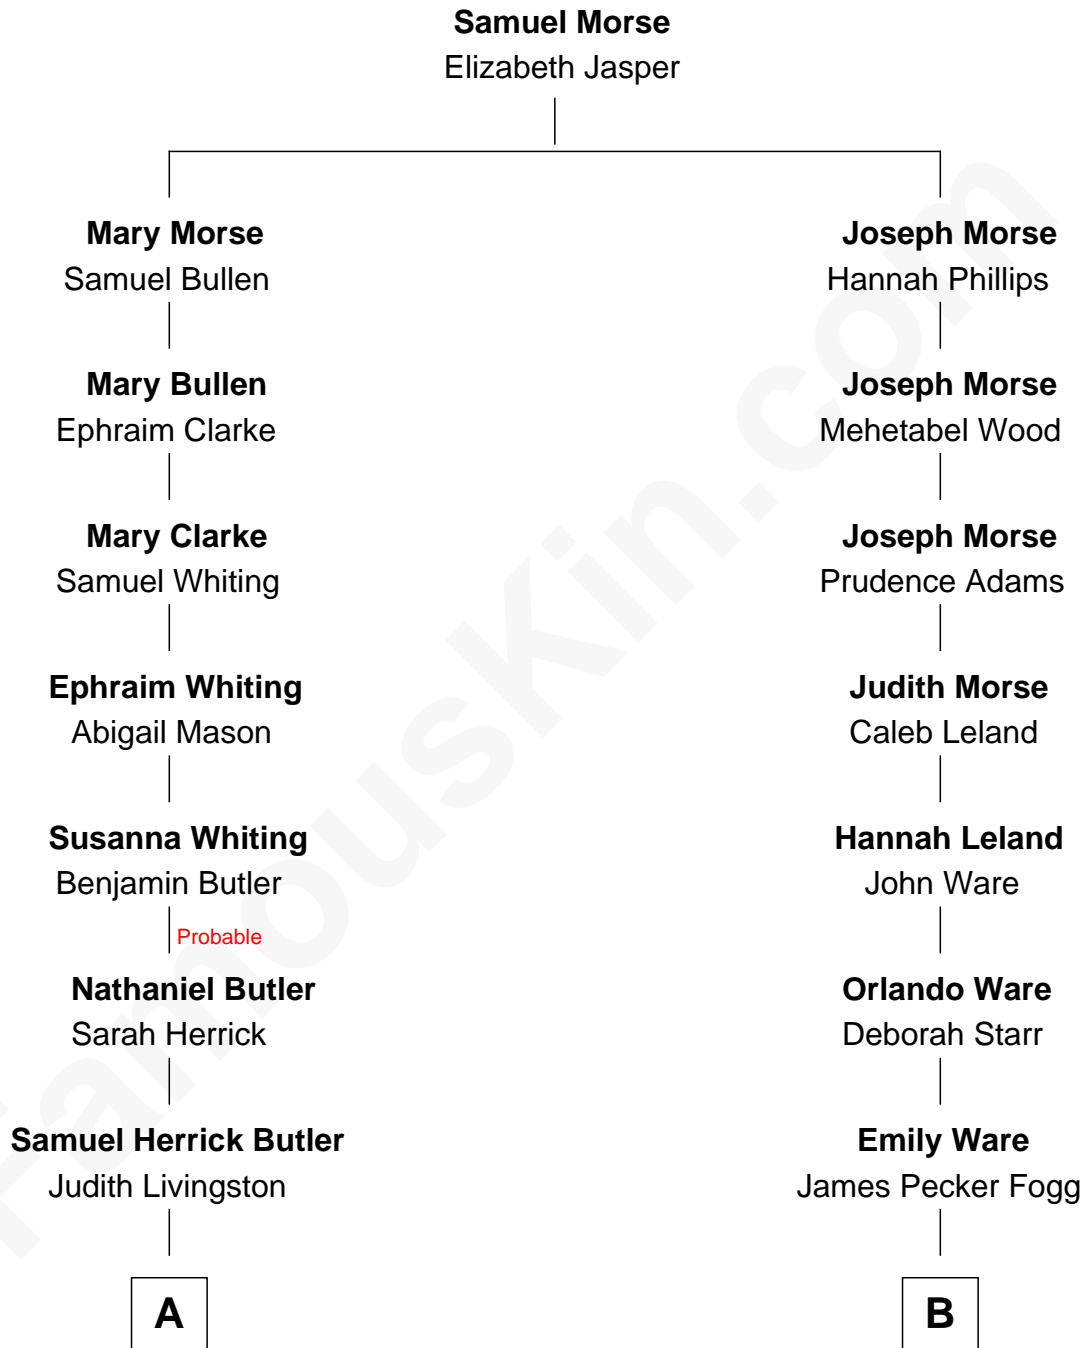 Samuel Morse
Elizabeth Jasper
Mary Morse
Samuel Bullen
Joseph Morse
Hannah Phillips
Mary Bullen
Ephraim Clarke
Joseph Morse
Mehetabel Wood
Mary Clarke
Samuel Whiting
Joseph Morse
Prudence Adams
Ephraim Whiting
Abigail Mason
Judith Morse
Caleb Leland
Susanna Whiting
Benjamin Butler
Hannah Leland
John Ware
Probable
Nathaniel Butler
Sarah Herrick
Orlando Ware
Deborah Starr
Samuel Herrick Butler
Judith Livingston
Emily Ware
James Pecker Fogg
A
B
FamousKin.com